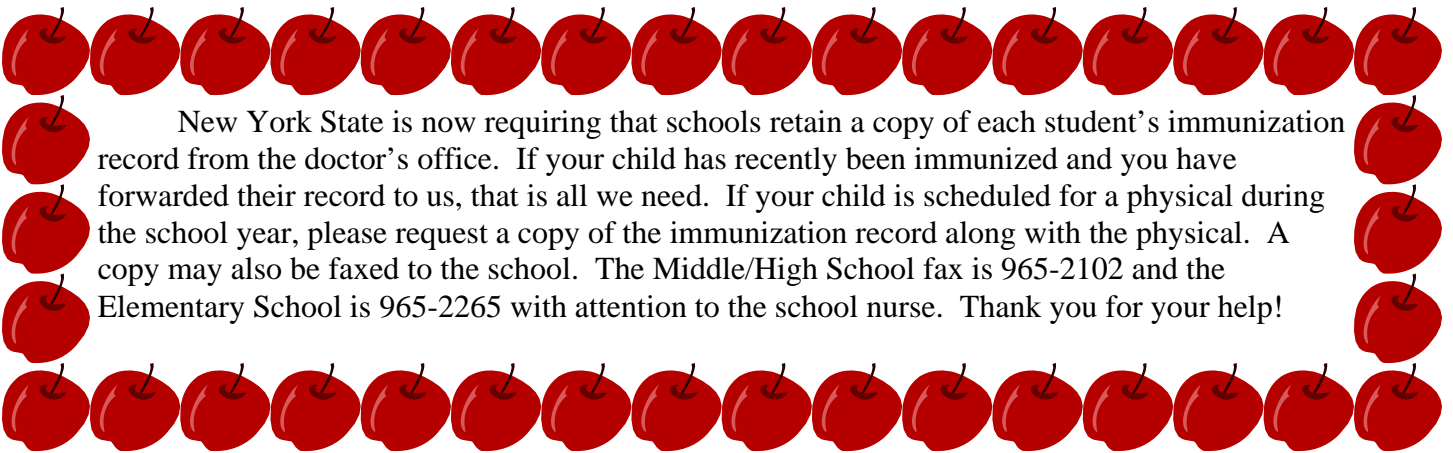 New York State is now requiring that schools retain a copy of each student’s immunization
record from the doctor’s office.  If your child has recently been immunized and you have
forwarded their record to us, that is all we need.  If your child is scheduled for a physical during
the school year, please request a copy of the immunization record along with the physical.  A
copy may also be faxed to the school.  The Middle/High School fax is 965-2102 and the
Elementary School is 965-2265 with attention to the school nurse.  Thank you for your help!